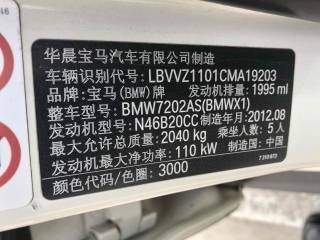 华晨宝马汽车有限公司制造
车辆识别代号: LBVVZ1101CMA19203
品牌: 宝马(BMW)牌 发动机排量: 1995 ml
整车型号: BMW7202AS(BMWX1)
发动机型号: N46B20CC 制造年月: 2012.08
最大允许总质量: 2040 kg 乘坐人数: 5 人
发动机最大净功率: 110 kW 制造国: 中国
颜色代码/色圈: 3000